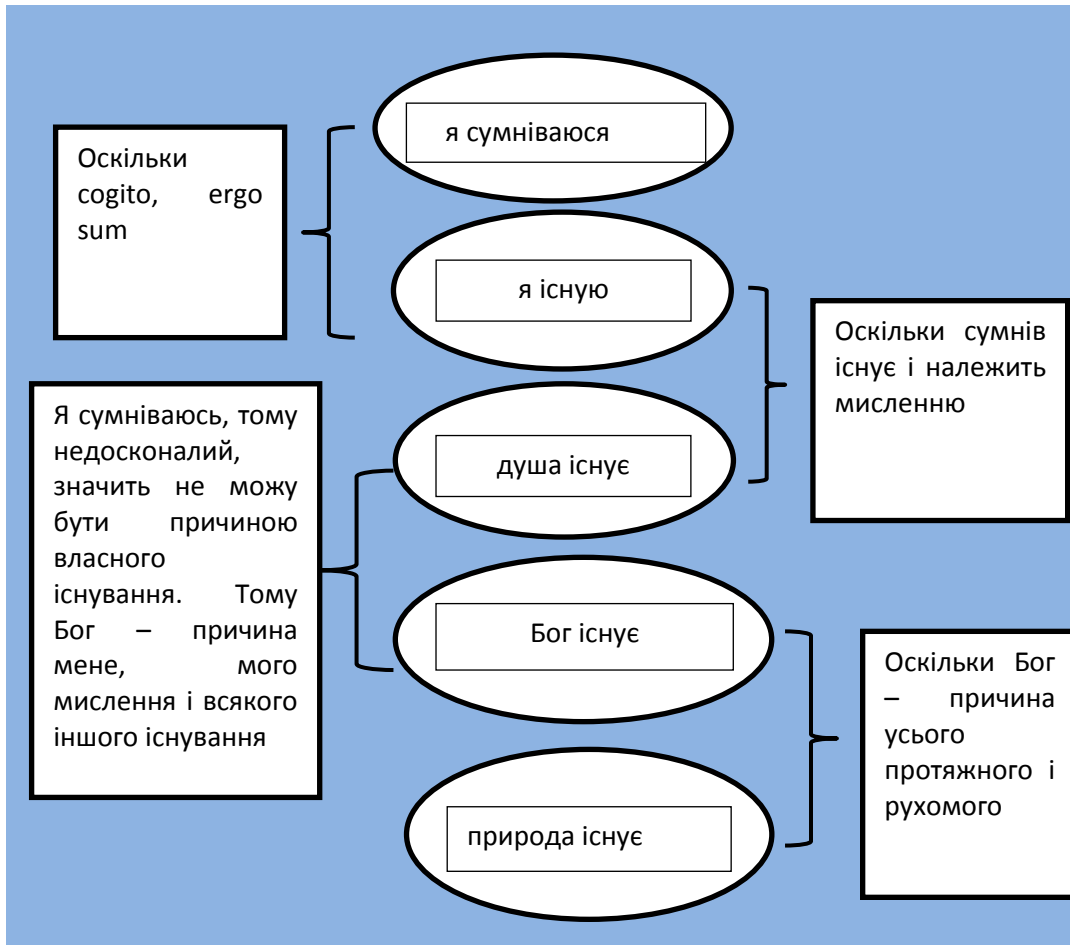 я сумніваюся
Оскільки
cogito, ergo
sum
я існую
Оскільки сумнів
існує і належить
мисленню
душа існує
Я сумніваюсь, тому
недосконалий,
значить не можу
бути причиною
власного
існування. Тому
Бог – причина
мене, мого
мислення і всякого
іншого існування
Бог існує
Оскільки Бог
– причина
усього
протяжного і
рухомого
природа існує